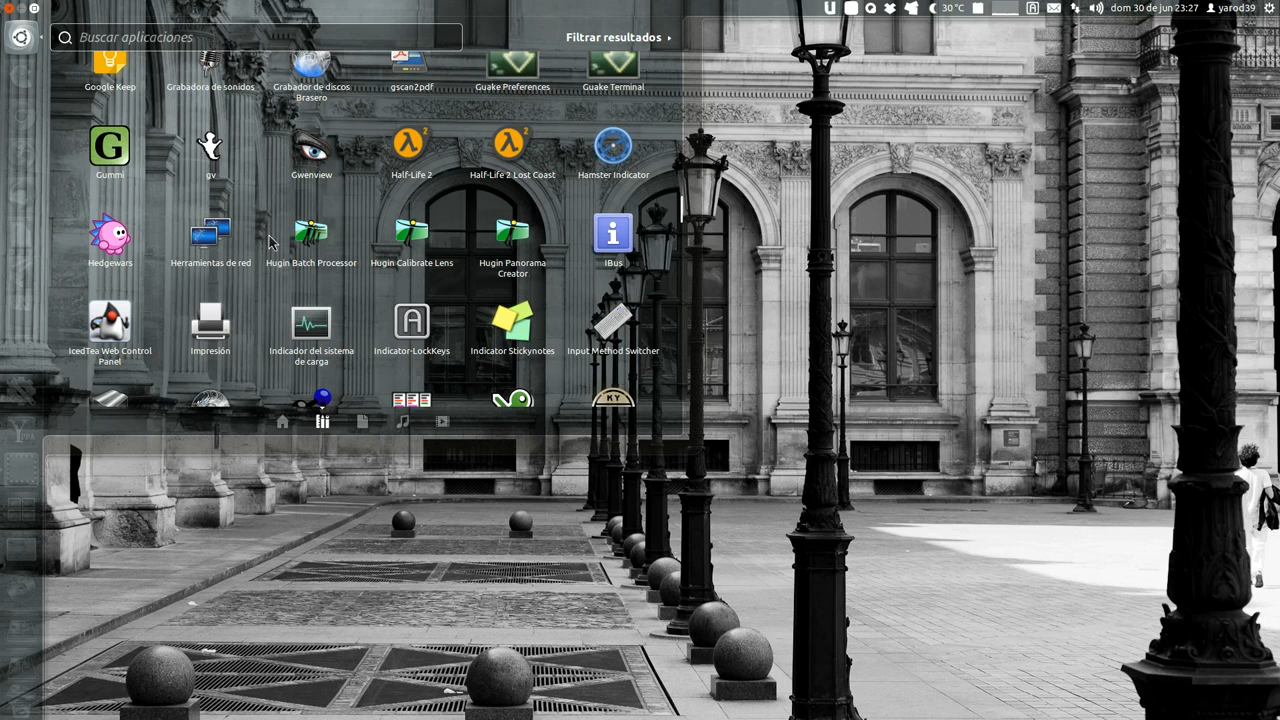 30 °C
A
dom 30 de jun 23:27
yarod39
Buscar aplicaciones
Filtrar resultados
Google Keep
Grabadora de sonidos
Grabador de discos
Brasero
gscan2pdf
Guake Preferences
Guake Terminal
G
λ2
λ2
Gummi
gv
Gwenview
Half-Life 2
Half-Life 2 Lost Coast
Hamster Indicator
i
Hedgewars
Herramientas de red
Hugin Batch Processor
Hugin Calibrate Lens
Hugin Panorama
Creator
IBus
A
IcedTea Web Control
Panel
Impresión
Indicador del sistema
de carga
Indicator-LockKeys
Indicator Stickynotes
Input Method Switcher
KY